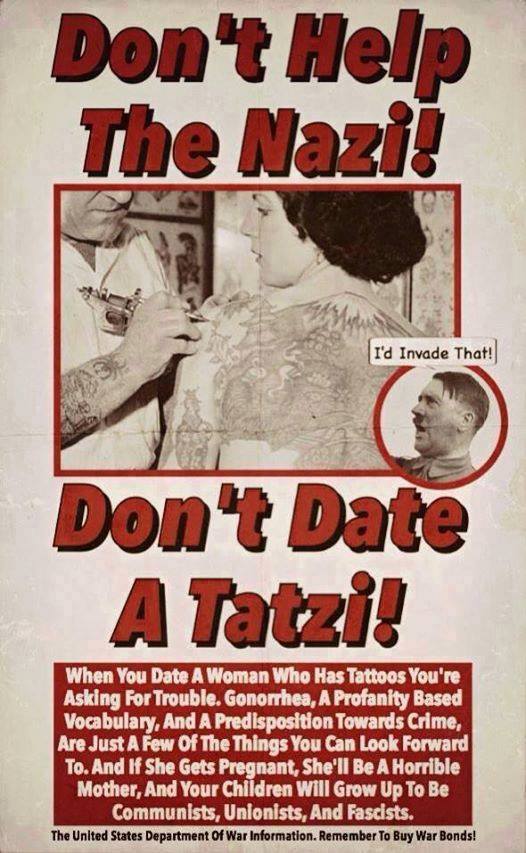 Don't Help
The Nazi!
I'd Invade That!
Don't Date
A Tatzi!
When You Date A Woman Who Has Tattoos You're
Asking For Trouble. Gonorrhea, A Profanity Based
Vocabulary, And A Predisposition Towards Crime,
Are Just A Few Of The Things You Can Look Forward
To. And If She Gets Pregnant, She'll Be A Horrible
Mother, And Your Children Will Grow Up To Be
Communists, Unionists, And Fascists.
The United States Department Of War Information. Remember To Buy War Bonds!